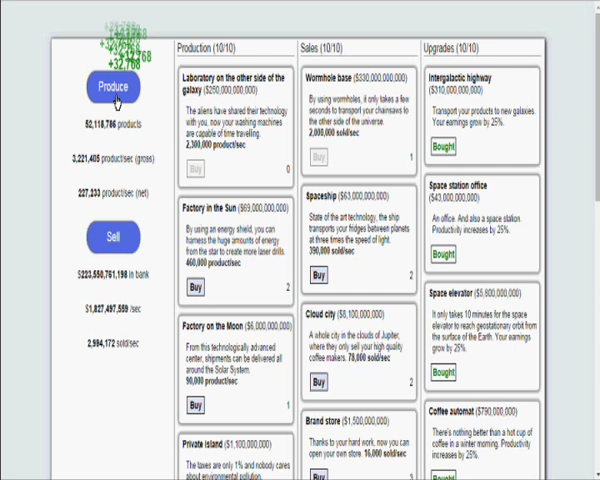 +32,768
+32,768
+32,768
Produce
52,118,786 products
3,221,405 product/sec (gross)
227,233 product/sec (net)
Sell
$223,550,761,198 in bank
$1,827,497,559 /sec
2,994,172 sold/sec
Production (10/10)
Laboratory on the other side of the
galaxy ($250,000,000,000)
The aliens have shared their technology
with you, now your washing machines
are capable of time travelling.
2,300,000 product/sec
Buy
0
Factory in the Sun ($69,000,000,000)
By using an energy shield, you can
harness the huge amounts of energy
from the star to create more laser drills.
460,000 product/sec
Buy
2
Factory on the Moon ($6,000,000,000)
From this technologically advanced
center, shipments can be delivered all
around the Solar System.
90,000 product/sec
Buy
1
Private island ($1,100,000,000)
The taxes are only 1% and nobody cares
about environmental pollution.
Sales (10/10)
Wormhole base ($330,000,000,000)
By using wormholes, it only takes a few
seconds to transport your chainsaws to
the other side of the universe.
2,000,000 sold/sec
Buy
1
Spaceship ($63,000,000,000)
State of the art technology, the ship
transports your fridges between planets
at three times the speed of light.
390,000 sold/sec
Buy
2
Cloud city ($8,100,000,000)
A whole city in the clouds of Jupiter,
where they only sell your high quality
coffee makers. 78,000 sold/sec
Buy
2
Brand store ($1,500,000,000)
Thanks to your hard work, now you can
open your own store. 16,000 sold/sec
Buy
3
Upgrades (10/10)
Intergalactic highway
($310,000,000,000)
Transport your products to new galaxies.
Your earnings grow by 25%.
Bought
Space station office
($43,000,000,000)
An office. And also a space station.
Productivity increases by 25%.
Bought
Space elevator ($5,600,000,000)
It only takes 10 minutes for the space
elevator to reach geostationary orbit from
the surface of the Earth. Your earnings
grow by 25%.
Bought
Coffee automat ($790,000,000)
There's nothing better than a hot cup of
coffee in a winter morning. Productivity
increases by 25%.
Bought